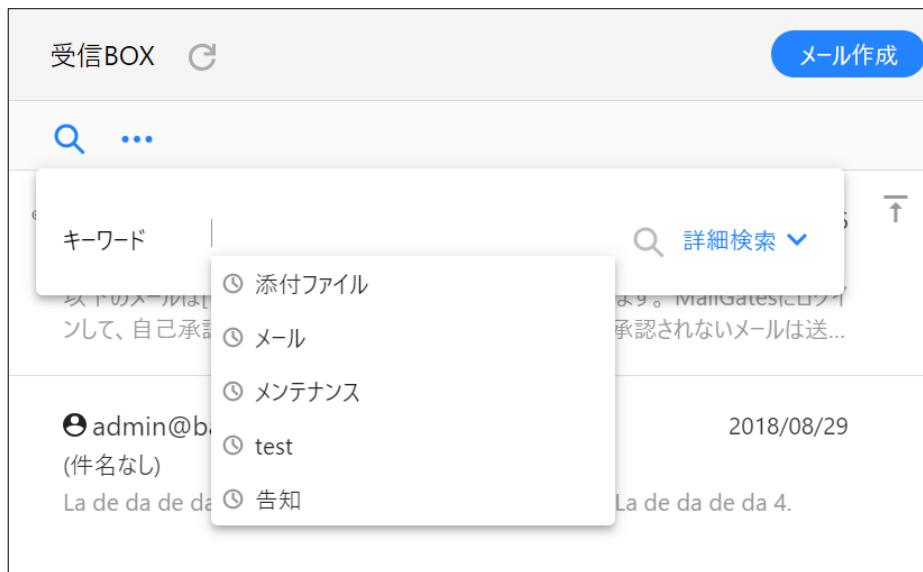 受信BOX
メール作成
キーワード
詳細検索
添付ファイル
メール
メンテナンス
test
告知
以下のメールは[ ます。MailGatesにログイ
ンして、自己承認 承認されないメールは送...
admin@ba 2018/08/29
(件名なし)
La de da de da La de da de da 4.